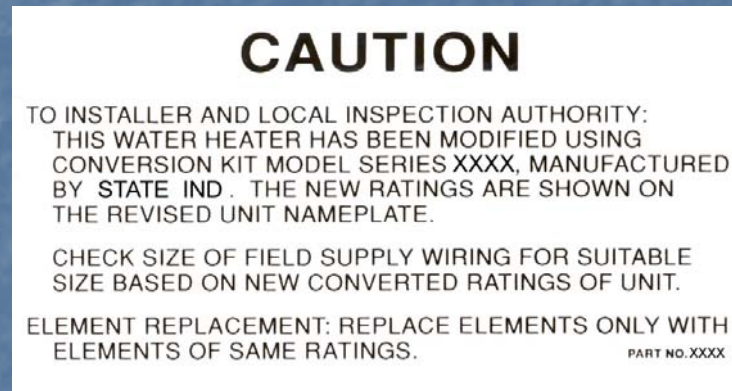 CAUTION
TO INSTALLER AND LOCAL INSPECTION AUTHORITY:
THIS WATER HEATER HAS BEEN MODIFIED USING
CONVERSION KIT MODEL SERIES XXXX, MANUFACTURED
BY STATE IND . THE NEW RATINGS ARE SHOWN ON
THE REVISED UNIT NAMEPLATE.
CHECK SIZE OF FIELD SUPPLY WIRING FOR SUITABLE
SIZE BASED ON NEW CONVERTED RATINGS OF UNIT.
ELEMENT REPLACEMENT: REPLACE ELEMENTS ONLY WITH
ELEMENTS OF SAME RATINGS.
PART NO. XXXX